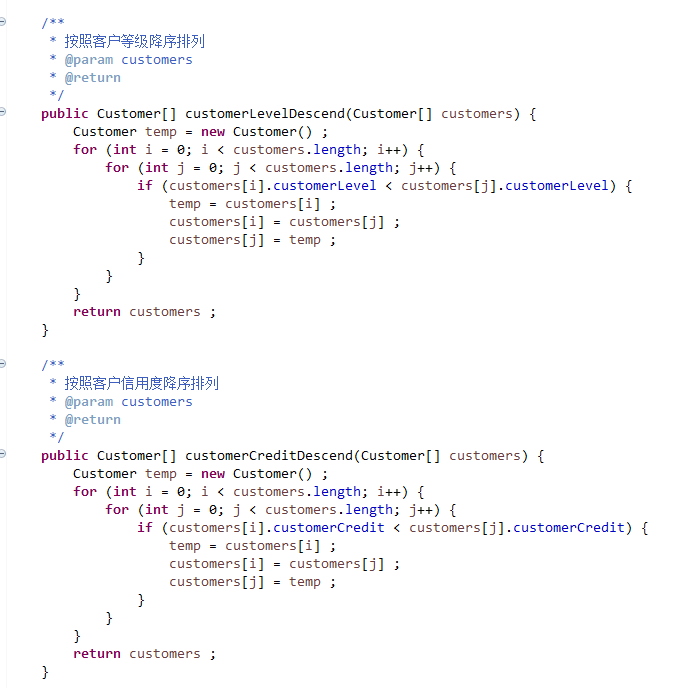 /**
 * 按照客户等级降序排列
 * @param customers
 * @return
 */
public Customer[] customerLevelDescend(Customer[] customers) {
    Customer temp = new Customer() ;
    for (int i = 0; i < customers.length; i++) {
        for (int j = 0; j < customers.length; j++) {
            if (customers[i].customerLevel < customers[j].customerLevel) {
                temp = customers[i] ;
                customers[i] = customers[j] ;
                customers[j] = temp ;
            }
        }
    }
    return customers ;
}
/**
 * 按照客户信用度降序排列
 * @param customers
 * @return
 */
public Customer[] customerCreditDescend(Customer[] customers) {
    Customer temp = new Customer() ;
    for (int i = 0; i < customers.length; i++) {
        for (int j = 0; j < customers.length; j++) {
            if (customers[i].customerCredit < customers[j].customerCredit) {
                temp = customers[i] ;
                customers[i] = customers[j] ;
                customers[j] = temp ;
            }
        }
    }
    return customers ;
}